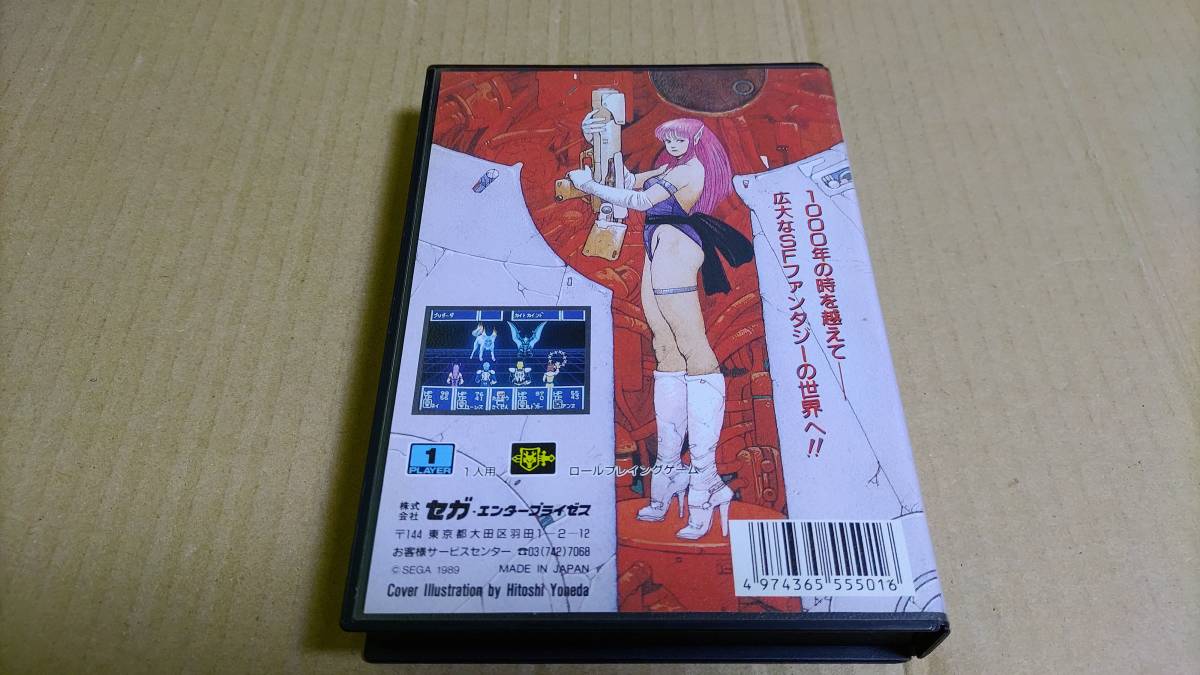 1000年の時を越えて――
広大なSFファンタジーの世界へ!!
1
PLAYER
1人用
ロールプレイングゲーム
株式会社 セガ・エンタープライゼス
〒144 東京都大田区羽田1-2-12
お客様サービスセンター ☎03(742)7068
© SEGA 1989 MADE IN JAPAN
Cover Illustration by Hitoshi Yoneda
4 974365 555016